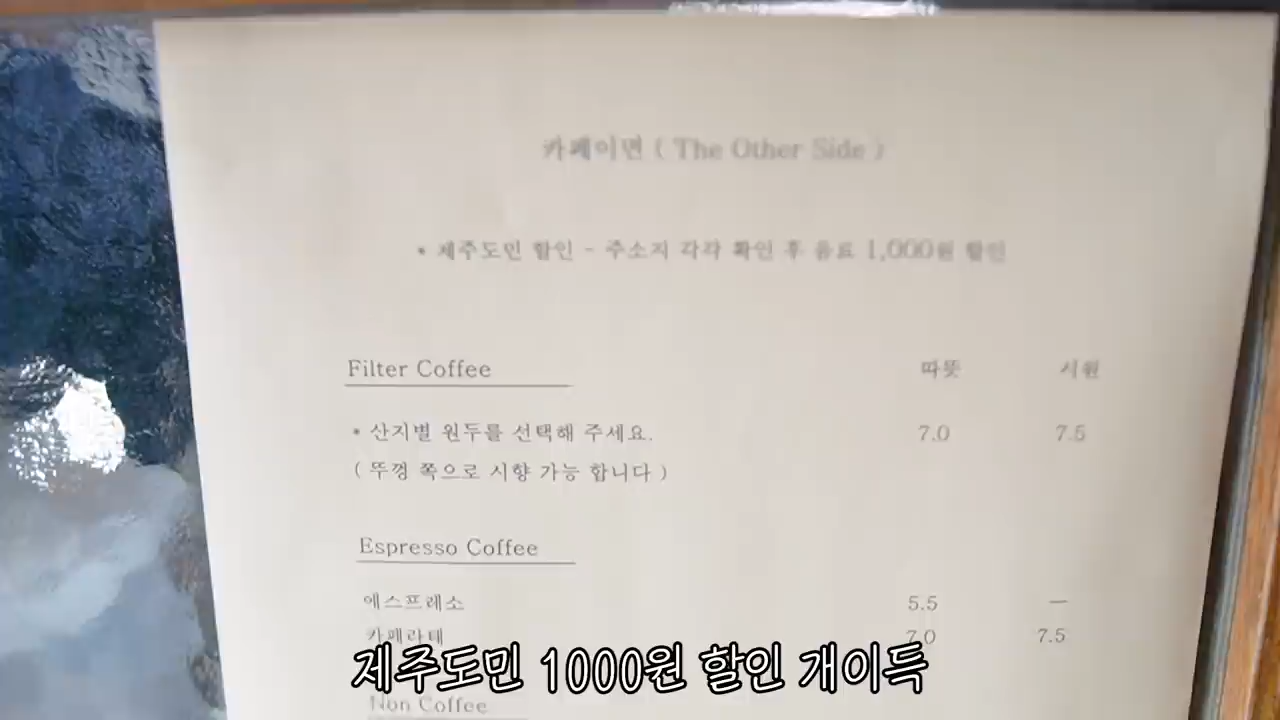 카페이면 ( The Other Side )
* 제주도민 할인 - 주소지 각각 확인 후 음료 1,000원 할인
Filter Coffee 따뜻 시원
* 산지별 원두를 선택해 주세요. 7.0 7.5
( 뚜껑 쪽으로 시향 가능 합니다 )
Espresso Coffee
에스프레소 5.5 —
카페라테 7.0 7.5
제주도민 1000원 할인 개이득
Non Coffee